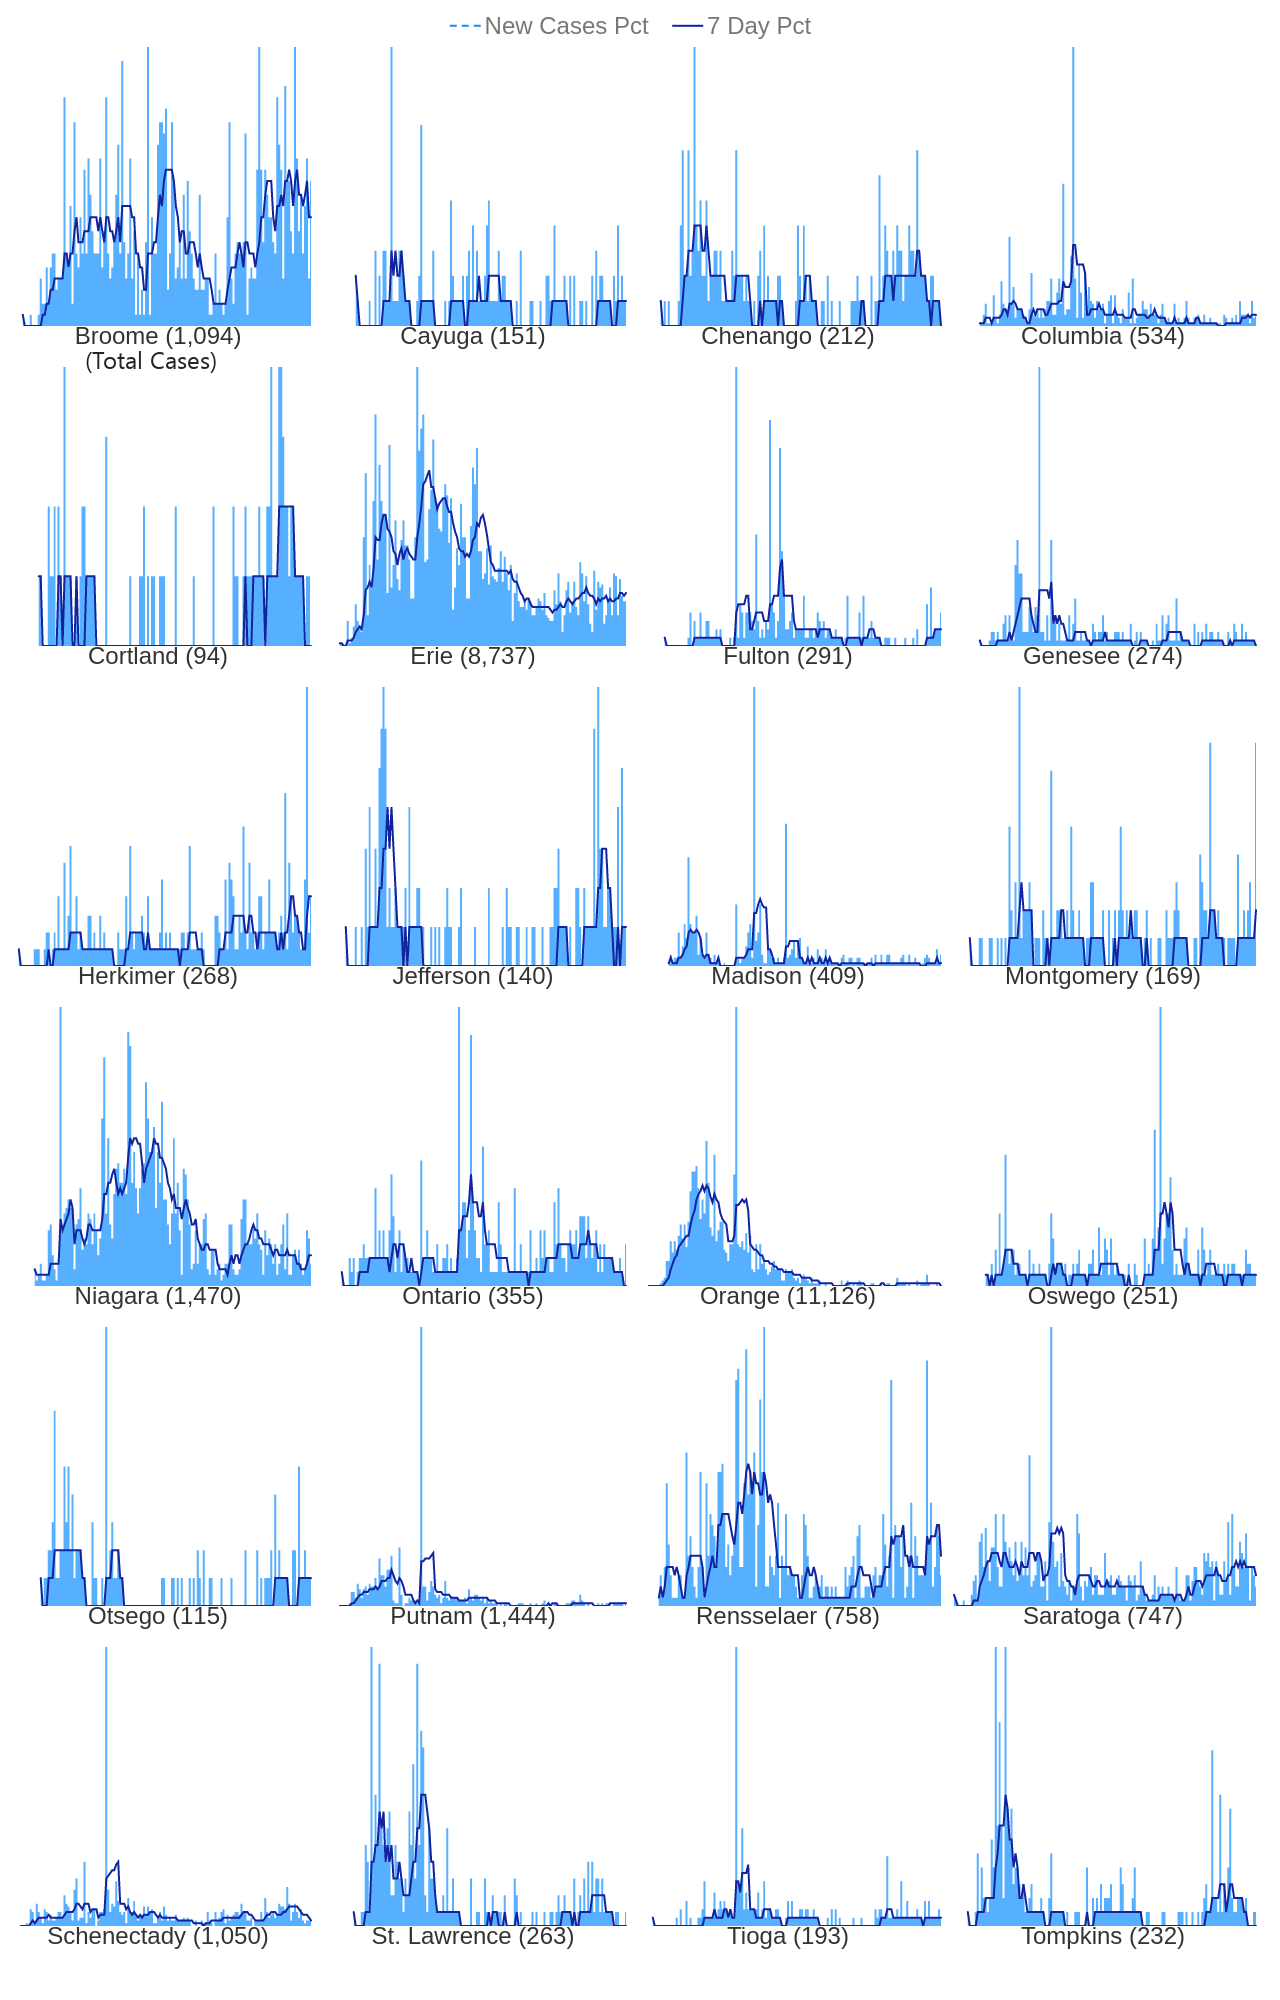 New Cases Pct 7 Day Pct
Broome (1,094) Cayuga (151) Chenango (212) Columbia (534)
(Total Cases)
Cortland (94) Erie (8,737) Fulton (291) Genesee (274)
Herkimer (268) Jefferson (140) Madison (409) Montgomery (169)
Niagara (1,470) Ontario (355) Orange (11,126) Oswego (251)
Otsego (115) Putnam (1,444) Rensselaer (758) Saratoga (747)
Schenectady (1,050) St. Lawrence (263) Tioga (193) Tompkins (232)